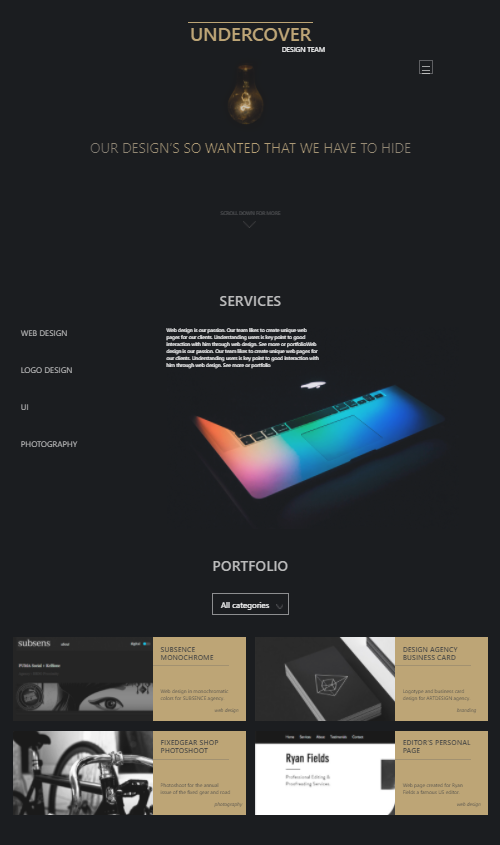 UNDERCOVER
DESIGN TEAM
OUR DESIGN'S SO WANTED THAT WE HAVE TO HIDE
SCROLL DOWN FOR MORE
SERVICES
WEB DESIGN
LOGO DESIGN
UI
PHOTOGRAPHY
Web design is our passion. Our team likes to create unique web
pages for our clients. Understanding users is key point to good
interaction with him through web design. See more or portfolioWeb
design is our passion. Our team likes to create unique web pages for
our clients. Understanding users is key point to good interaction with
him through web design. See more or portfolio
PORTFOLIO
All categories
subsens
about
SUBSENCE
MONOCHROME
Web design in monochromatic
colors for SUBSENCE agency
web design
DESIGN AGENCY
BUSINESS CARD
Logotype and business card
design for ARTDESIGN agency
branding
FIXEDGEAR SHOP
PHOTOSHOOT
Photoshoot for the annual
issue of the fixed gear and road
photography
Home Services About Testimonials Contact
Ryan Fields
Professional Editing &
Proofreading Services
EDITOR'S PERSONAL
PAGE
Web page created for Ryan
Fields a famous US editor
web design